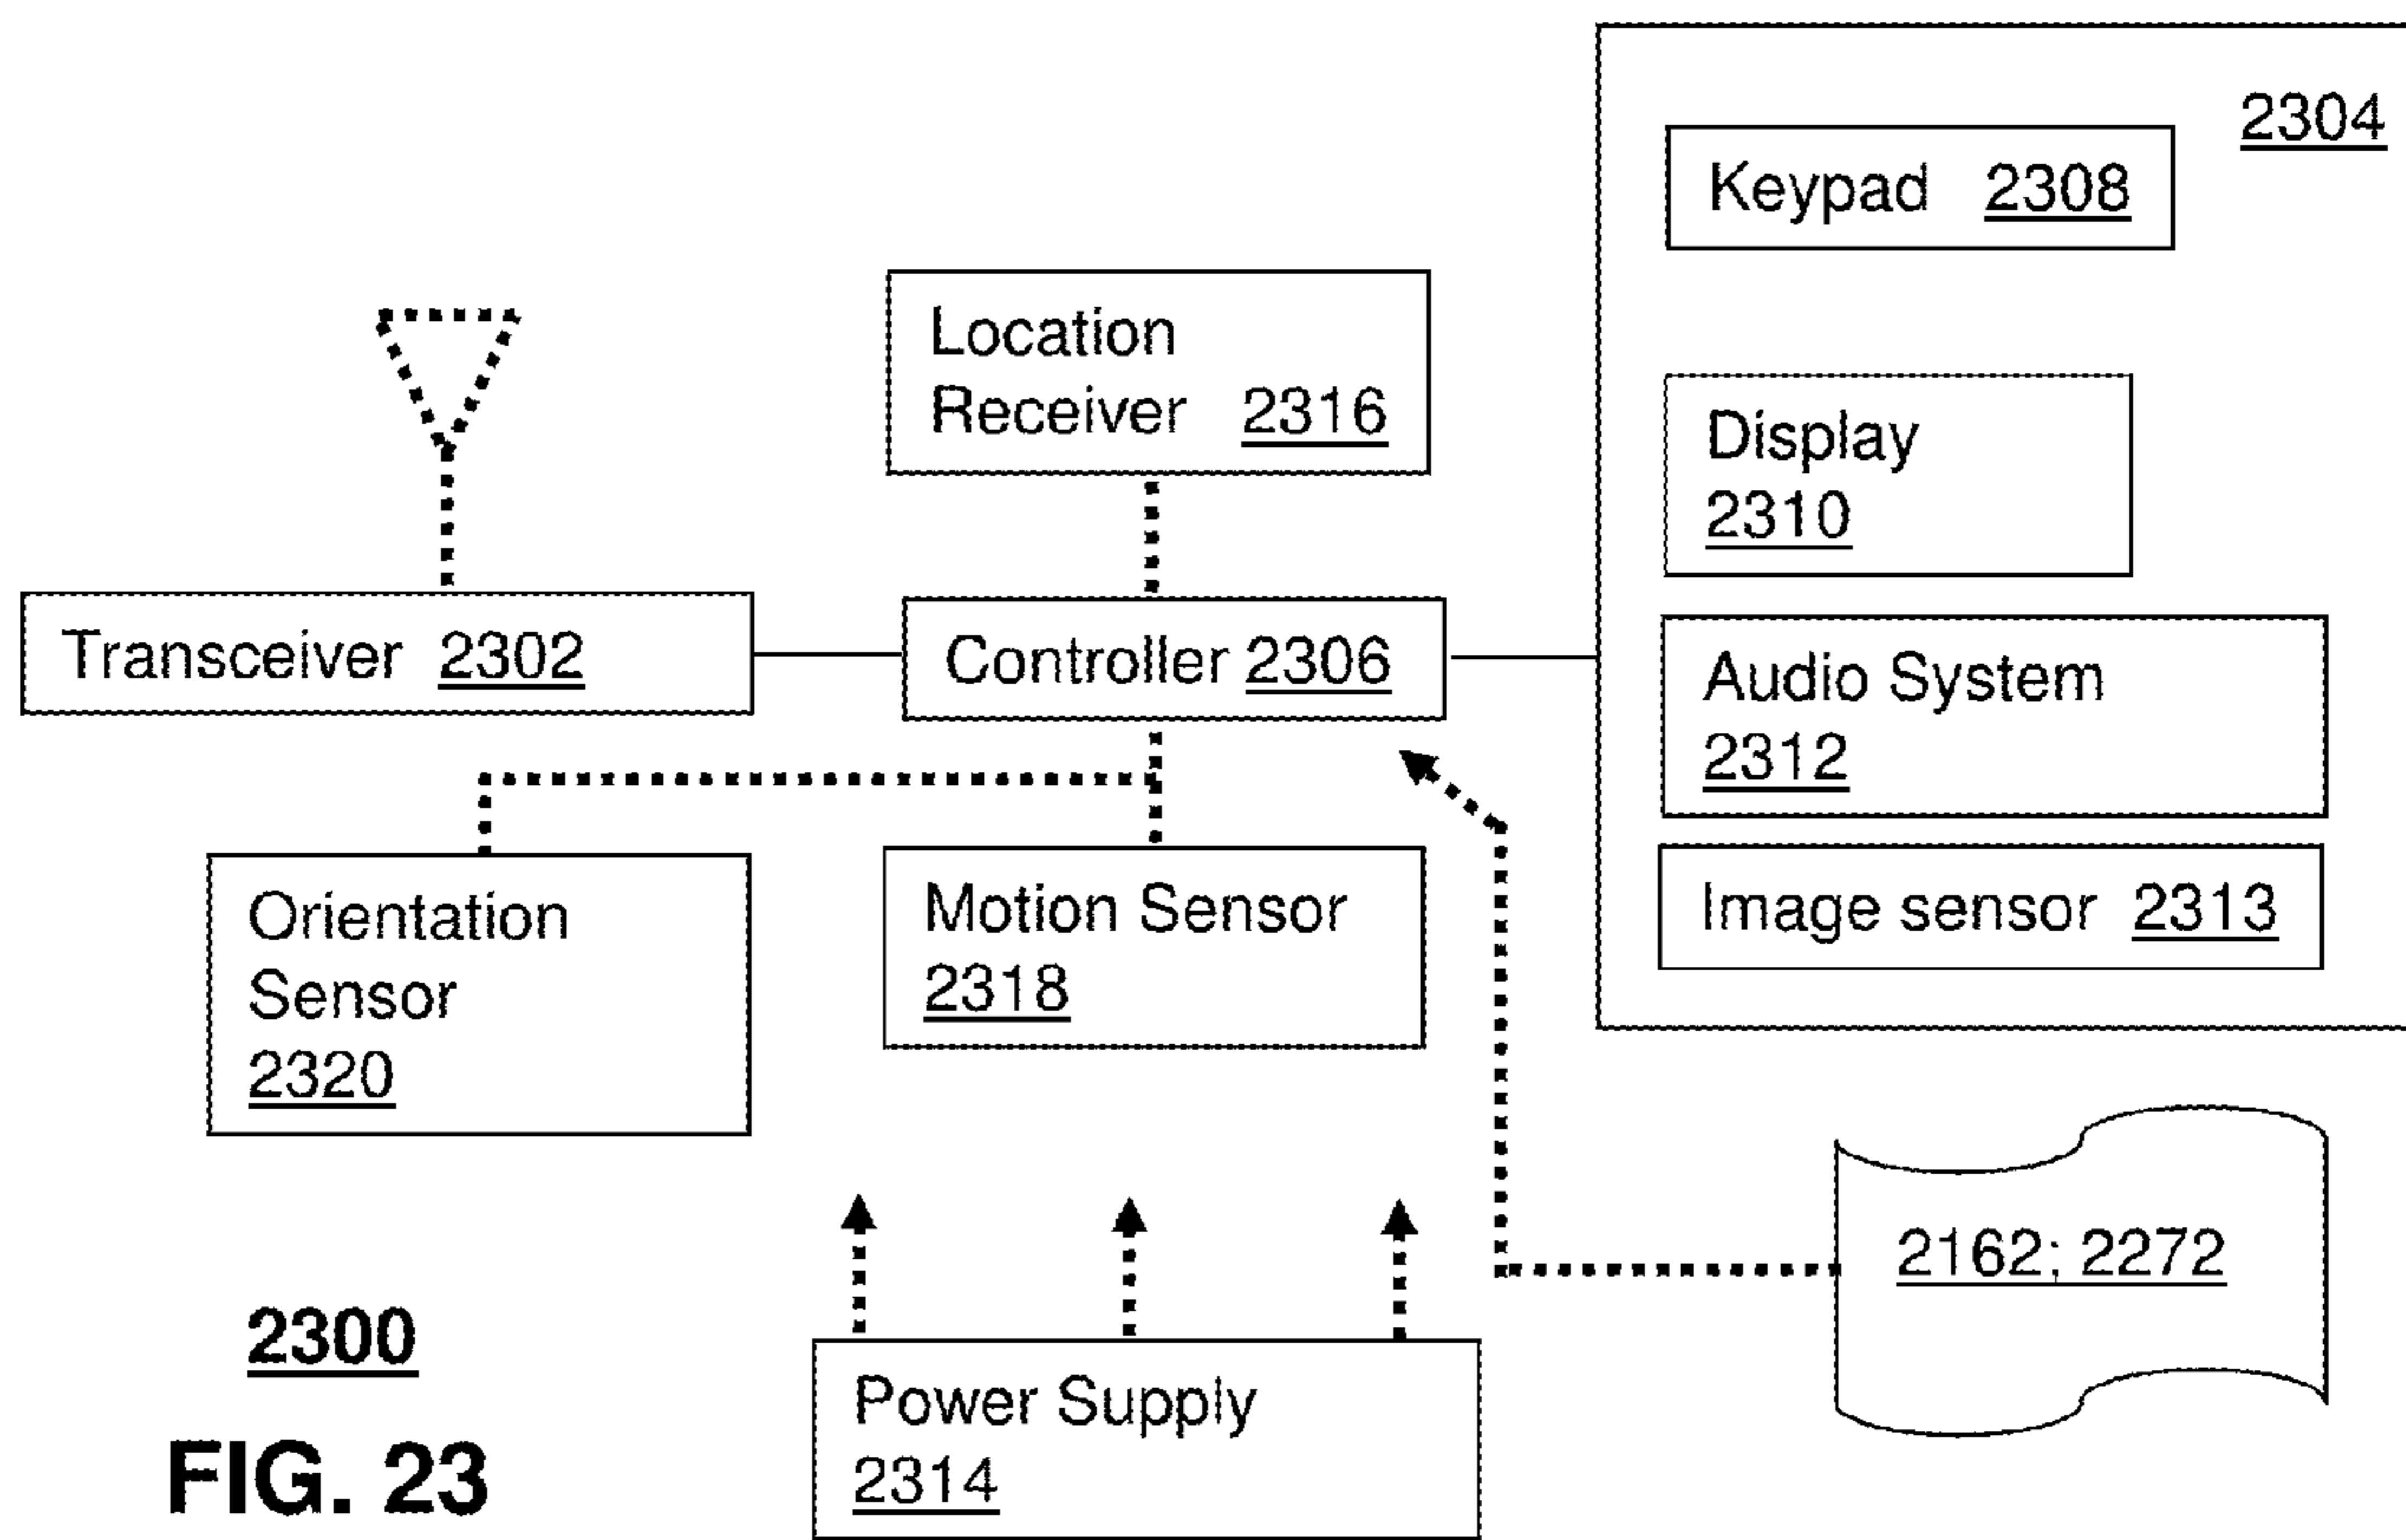 2304
Keypad 2308
Location
Receiver 2316
Display
2310
Transceiver 2302
Controller 2306
Audio System
2312
Image sensor 2313
Orientation
Sensor
2320
Motion Sensor
2318
2162; 2272
Power Supply
2314
2300
FIG. 23